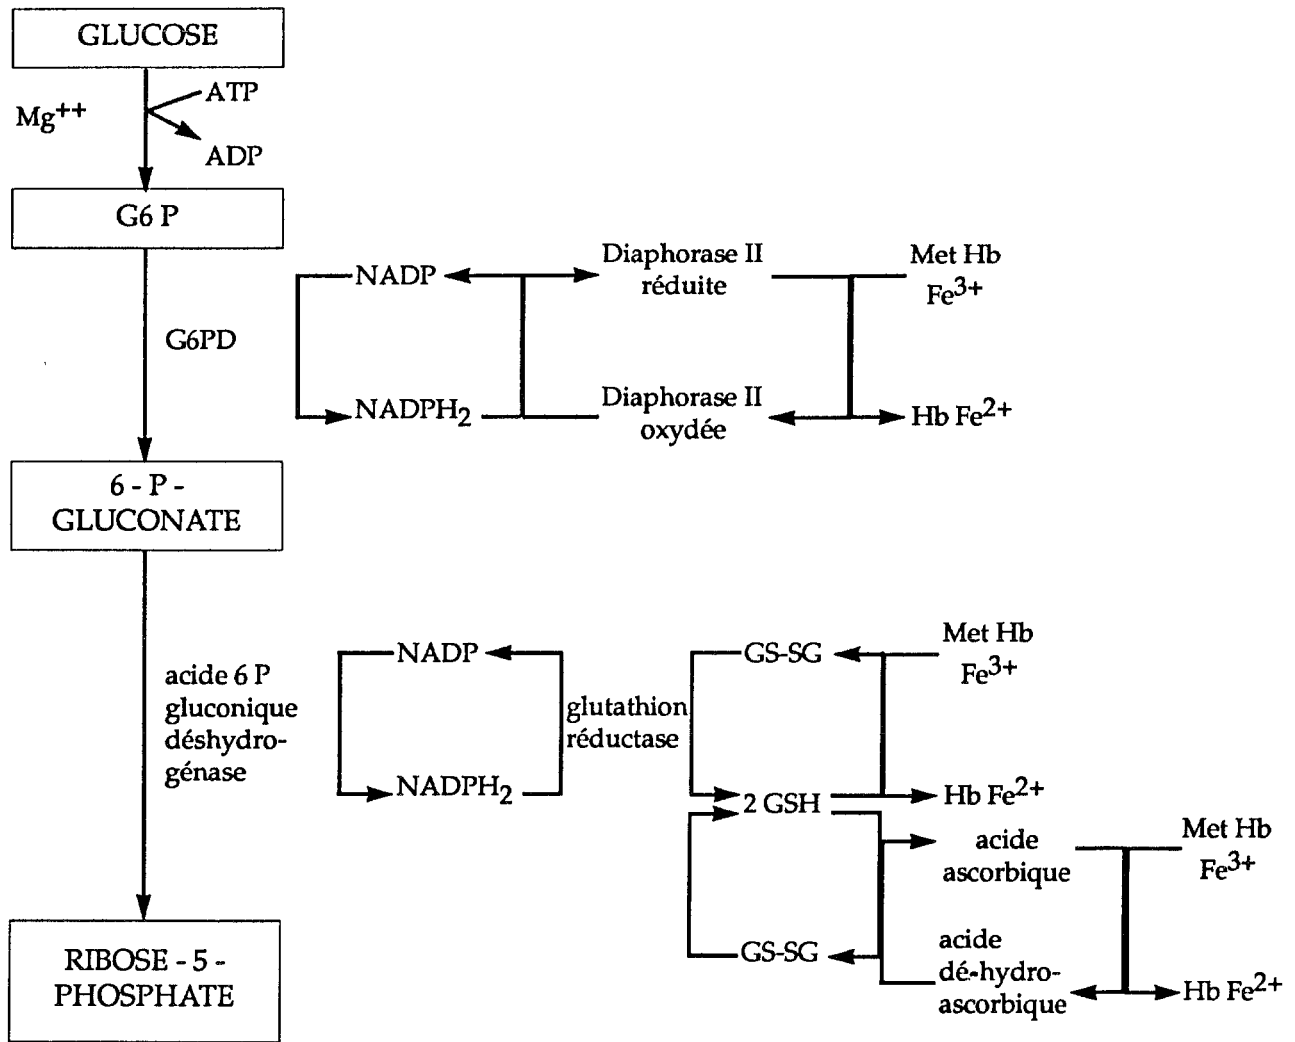 GLUCOSE
Mg++
ATP
ADP
G6 P
G6PD
NADP
Diaphorase II
réduite
Met Hb
Fe3+
NADPH2
Diaphorase II
oxydée
Hb Fe2+
6 - P -
GLUCONATE
acide 6 P
gluconique
déshydro-
génase
NADP
NADPH2
glutathion
réductase
GS-SG
Met Hb
Fe3+
2 GSH
Hb Fe2+
acide
ascorbique
Met Hb
Fe3+
GS-SG
acide
dé-hydro-
ascorbique
Hb Fe2+
RIBOSE - 5 -
PHOSPHATE